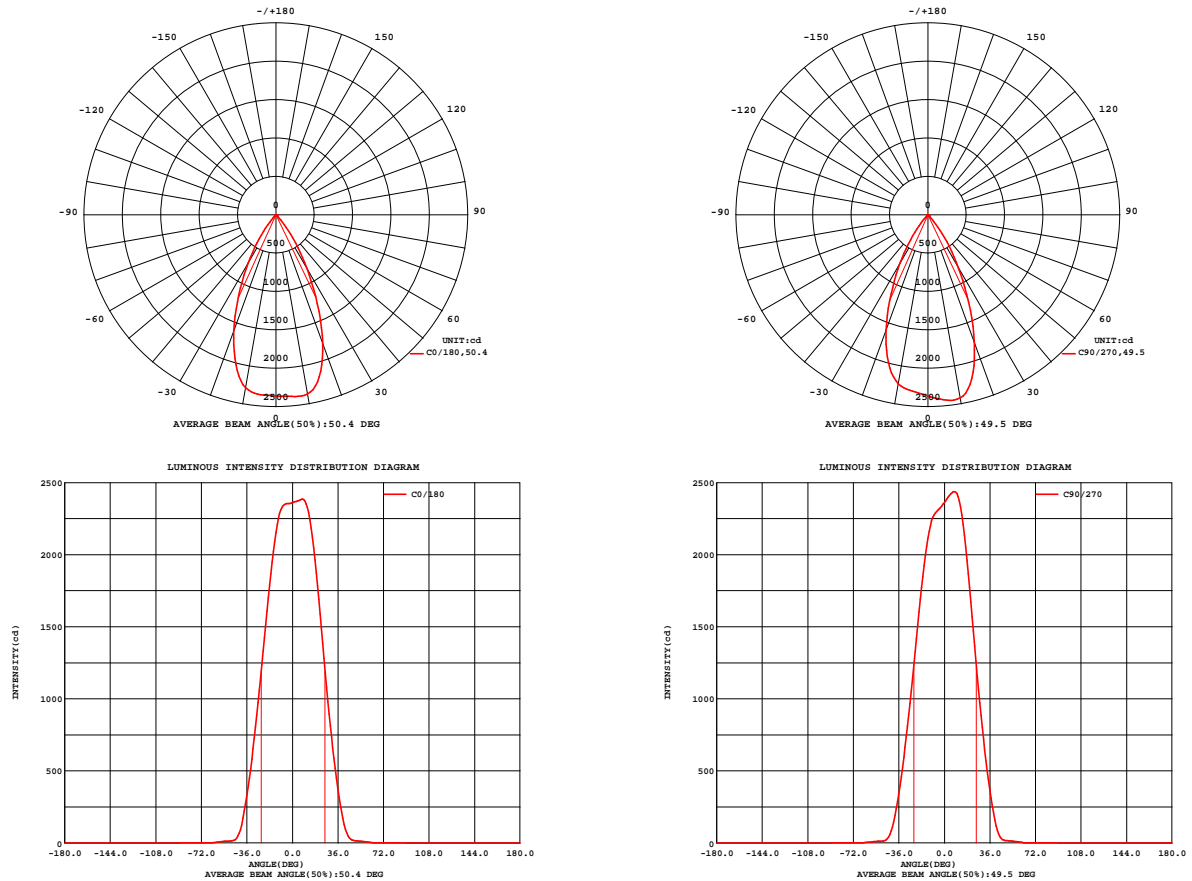 -/+180
-150 150
-120 120
-90 90
-60 60
-30 30
0
0
500
1000
1500
2000
2500
UNIT:cd
C0/180,50.4
AVERAGE BEAM ANGLE(50%):50.4 DEG
-/+180
-150 150
-120 120
-90 90
-60 60
-30 30
0
0
500
1000
1500
2000
2500
UNIT:cd
C90/270,49.5
AVERAGE BEAM ANGLE(50%):49.5 DEG
LUMINOUS INTENSITY DISTRIBUTION DIAGRAM
C0/180
INTENSITY(cd)
2500
2000
1500
1000
500
0
-180.0 -144.0 -108.0 -72.0 -36.0 0.0 36.0 72.0 108.0 144.0 180.0
ANGLE(DEG)
AVERAGE BEAM ANGLE(50%):50.4 DEG
LUMINOUS INTENSITY DISTRIBUTION DIAGRAM
C90/270
INTENSITY(cd)
2500
2000
1500
1000
500
0
-180.0 -144.0 -108.0 -72.0 -36.0 0.0 36.0 72.0 108.0 144.0 180.0
ANGLE(DEG)
AVERAGE BEAM ANGLE(50%):49.5 DEG